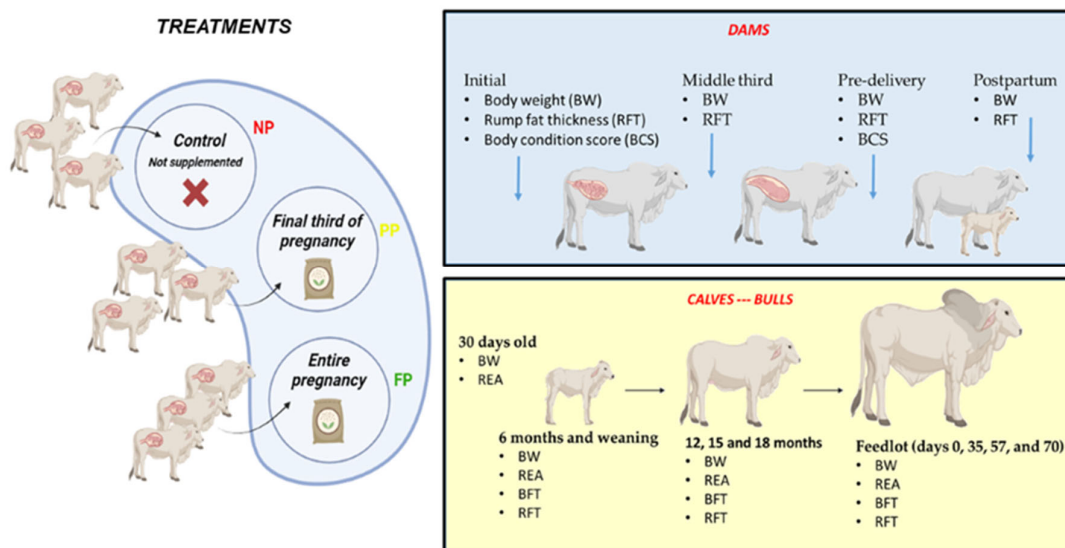 TREATMENTS
Control
Not supplemented
NP
Final third of
pregnancy
PP
Entire
pregnancy
FP
DAMS
Initial
• Body weight (BW)
• Rump fat thickness (RFT)
• Body condition score (BCS)
Middle third
• BW
• RFT
Pre-delivery
• BW
• RFT
• BCS
Postpartum
• BW
• RFT
CALVES --- BULLS
30 days old
• BW
• REA
6 months and weaning
• BW
• REA
• BFT
• RFT
12, 15 and 18 months
• BW
• REA
• BFT
• RFT
Feedlot (days 0, 35, 57, and 70)
• BW
• REA
• BFT
• RFT